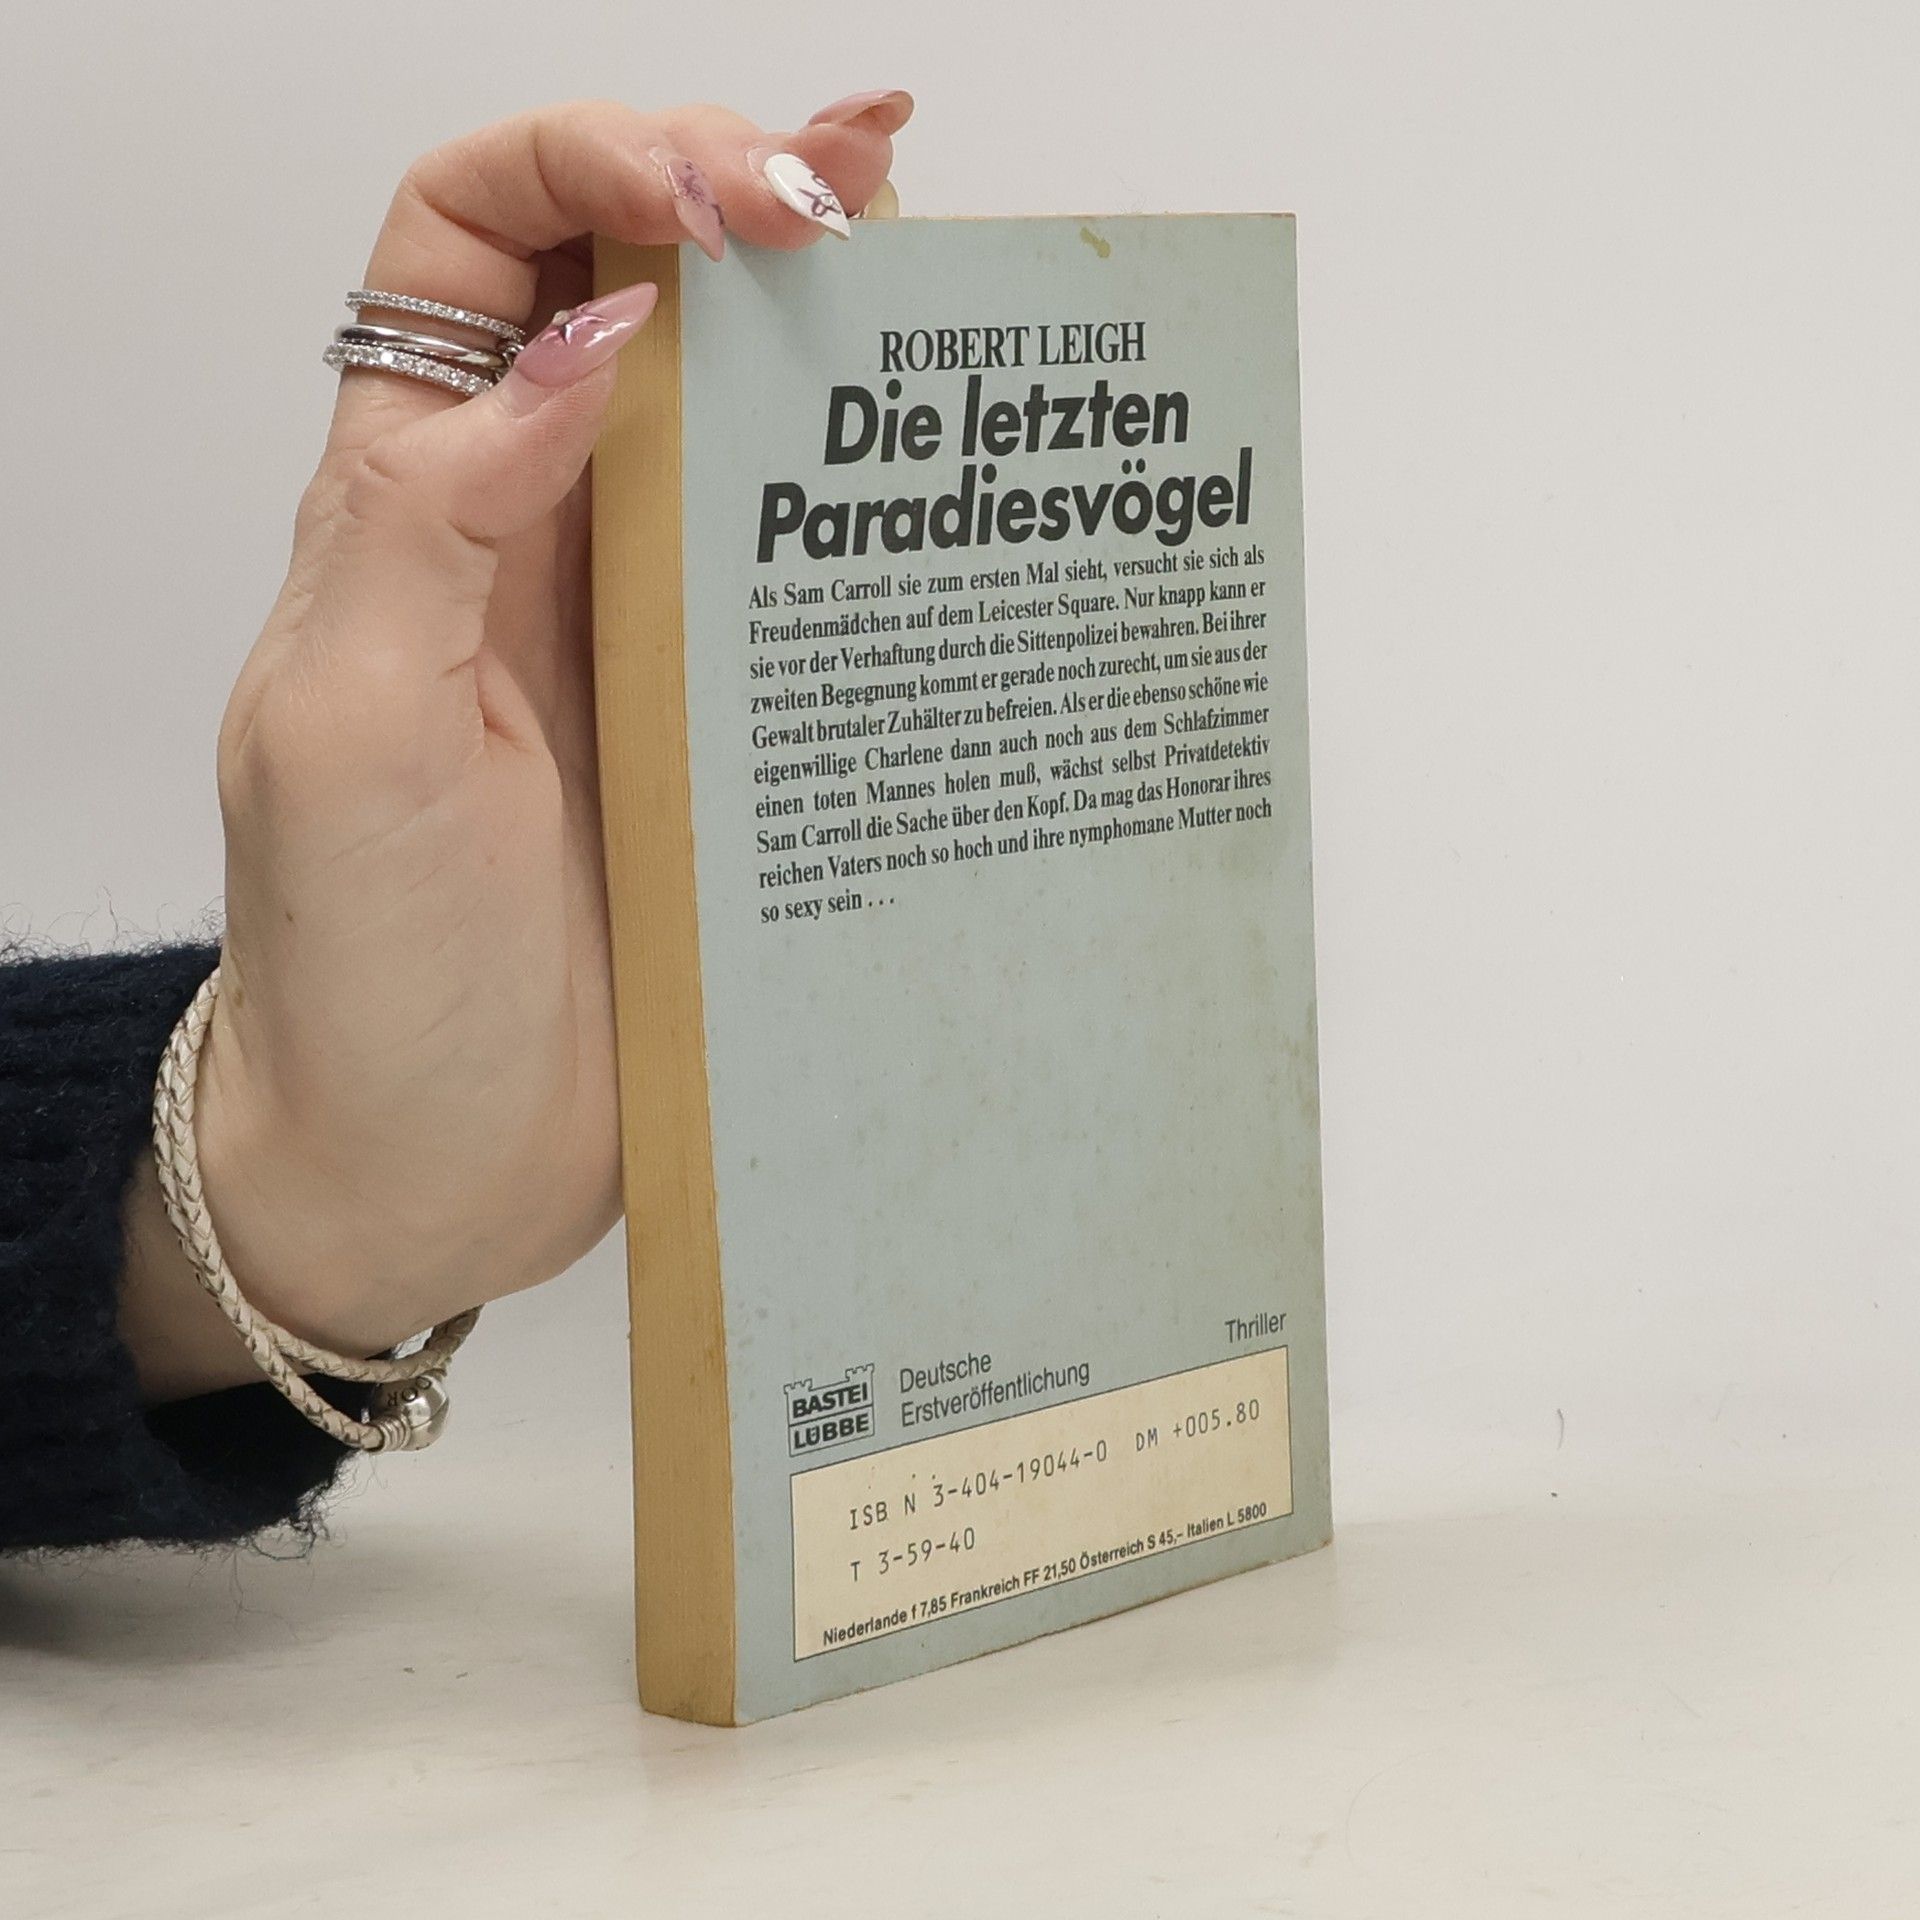 ROBERT LEIGH
Die letzten
Paradiesvögel
Als Sam Carroll sie zum ersten Mal sieht, versucht sie sich als
Freudenmädchen auf dem Leicester Square. Nur knapp kann er
sie vor der Verhaftung durch die Sittenpolizei bewahren. Bei ihrer
zweiten Begegnung kommt er gerade noch zurecht, um sie aus der
Gewalt brutaler Zuhälter zu befreien. Als er die ebenso schöne wie
eigenwillige Charlene dann auch noch aus dem Schlafzimmer
einen toten Mannes holen muß, wächst selbst Privatdetektiv
Sam Carroll die Sache über den Kopf. Da mag das Honorar ihres
reichen Vaters noch so hoch und ihre nymphomane Mutter noch
so sexy sein . . .
Thriller
BASTEI
LÜBBE
Deutsche
Erstveröffentlichung
ISB N 3-404-19044-0 DM +005.80
T 3-59-40
Niederlande f 7,85 Frankreich FF 21,50 Österreich S 45,– Italien L 5800